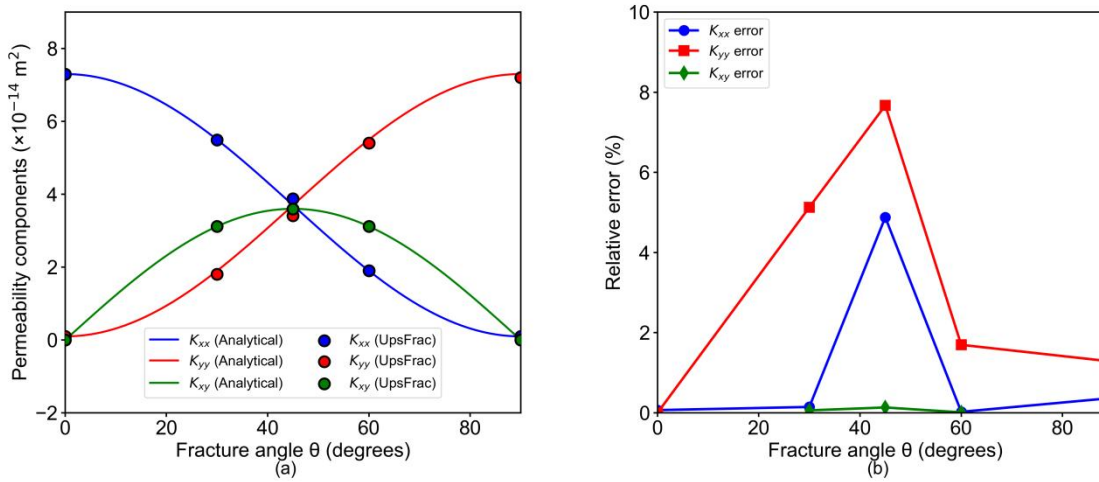 8
6
4
2
0
−2
Permeability components (×10⁻¹⁴ m²)
K_xx (Analytical)
K_yy (Analytical)
K_xy (Analytical)
K_xx (UpsFrac)
K_yy (UpsFrac)
K_xy (UpsFrac)
0 20 40 60 80
Fracture angle θ (degrees)
(a)
10
8
6
4
2
0
Relative error (%)
K_xx error
K_yy error
K_xy error
0 20 40 60 80
Fracture angle θ (degrees)
(b)